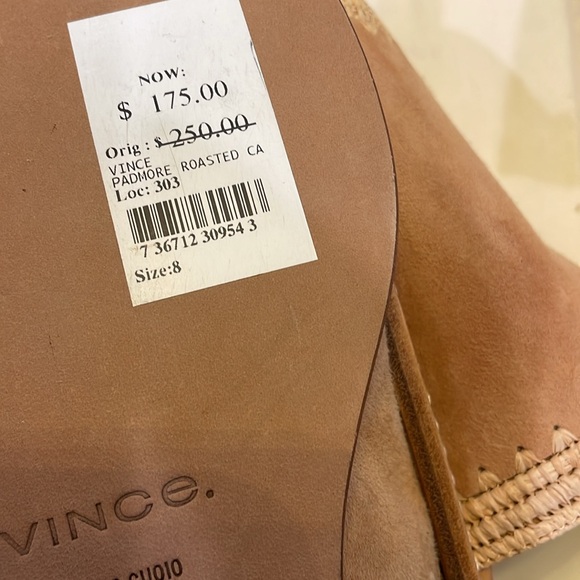 NOW:
$ 175.00
Orig : $ 250.00
VINCE
PADMORE ROASTED CA
Loc: 303
7 36712 30954 3
Size:8
VINCE.
CUOIO